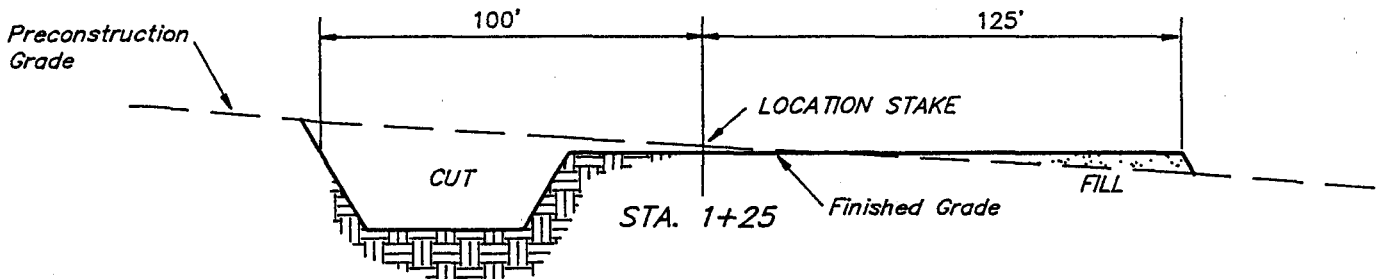 100'
125'
Preconstruction
Grade
LOCATION STAKE
CUT
FILL
STA. 1+25
Finished Grade